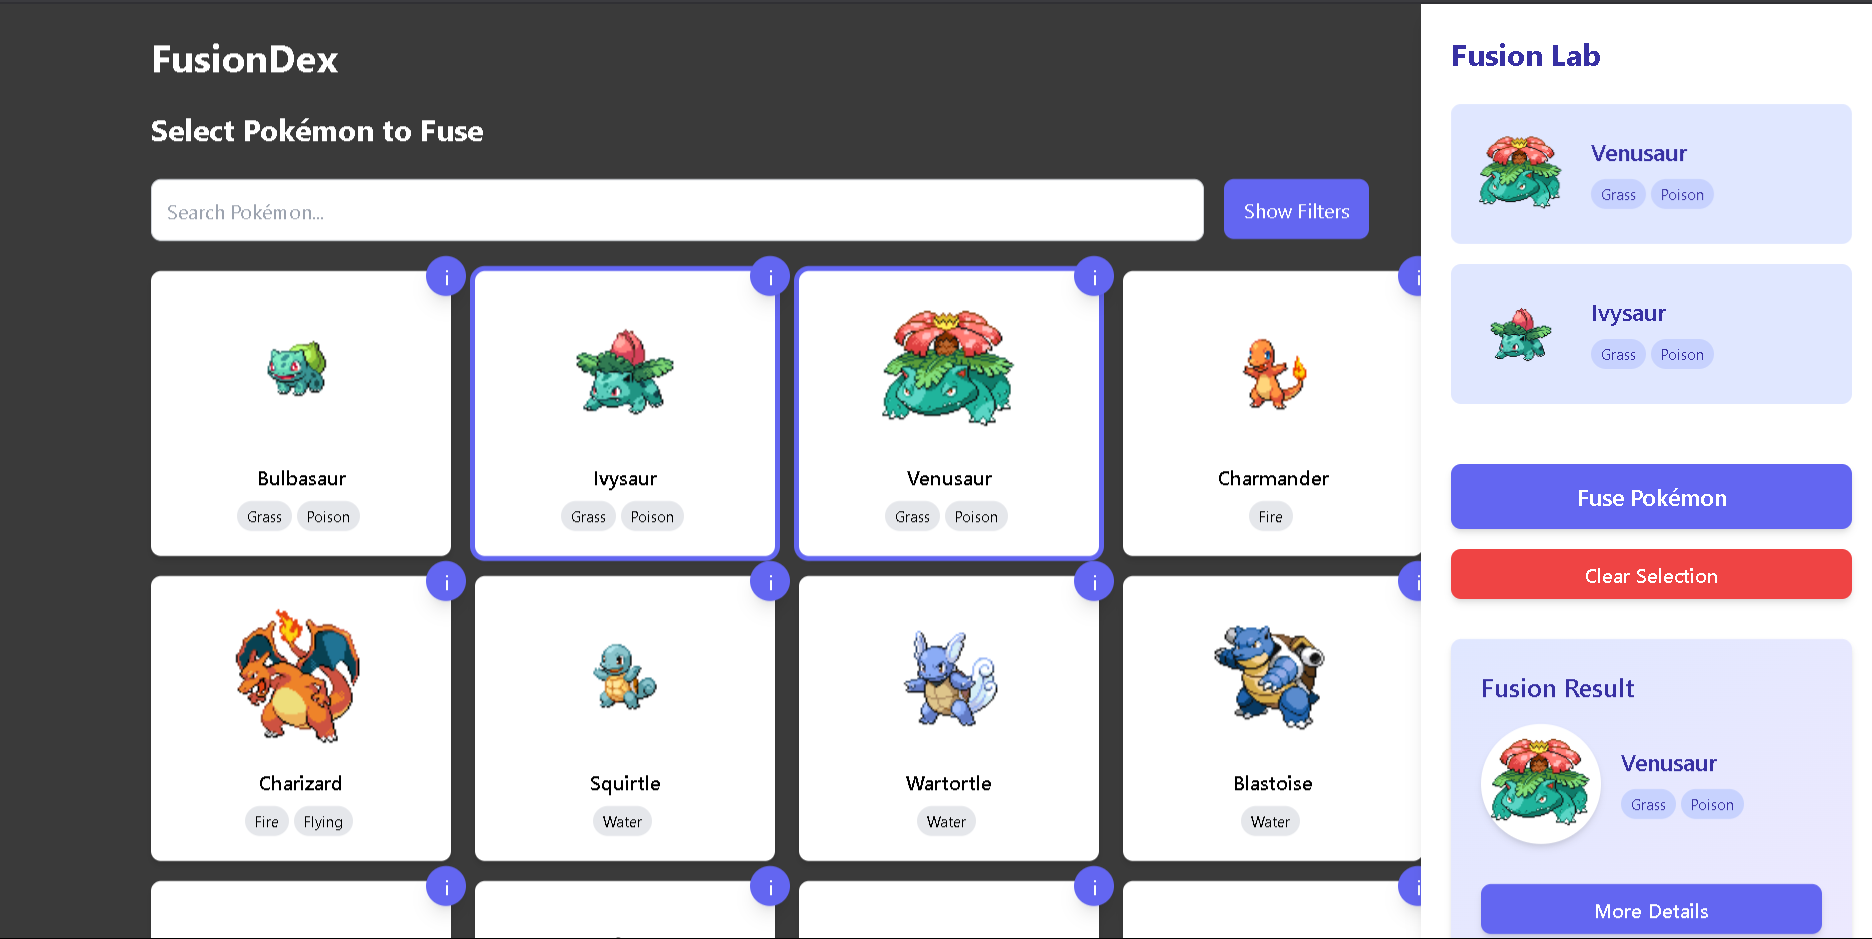 FusionDex
Select Pokémon to Fuse
Search Pokémon...
Show Filters
i
i
i
i
Bulbasaur
Grass Poison
Ivysaur
Grass Poison
Venusaur
Grass Poison
Charmander
Fire
i
i
i
i
Charizard
Fire Flying
Squirtle
Water
Wartortle
Water
Blastoise
Water
i
i
i
i
Fusion Lab
Venusaur
Grass Poison
Ivysaur
Grass Poison
Fuse Pokémon
Clear Selection
Fusion Result
Venusaur
Grass Poison
More Details